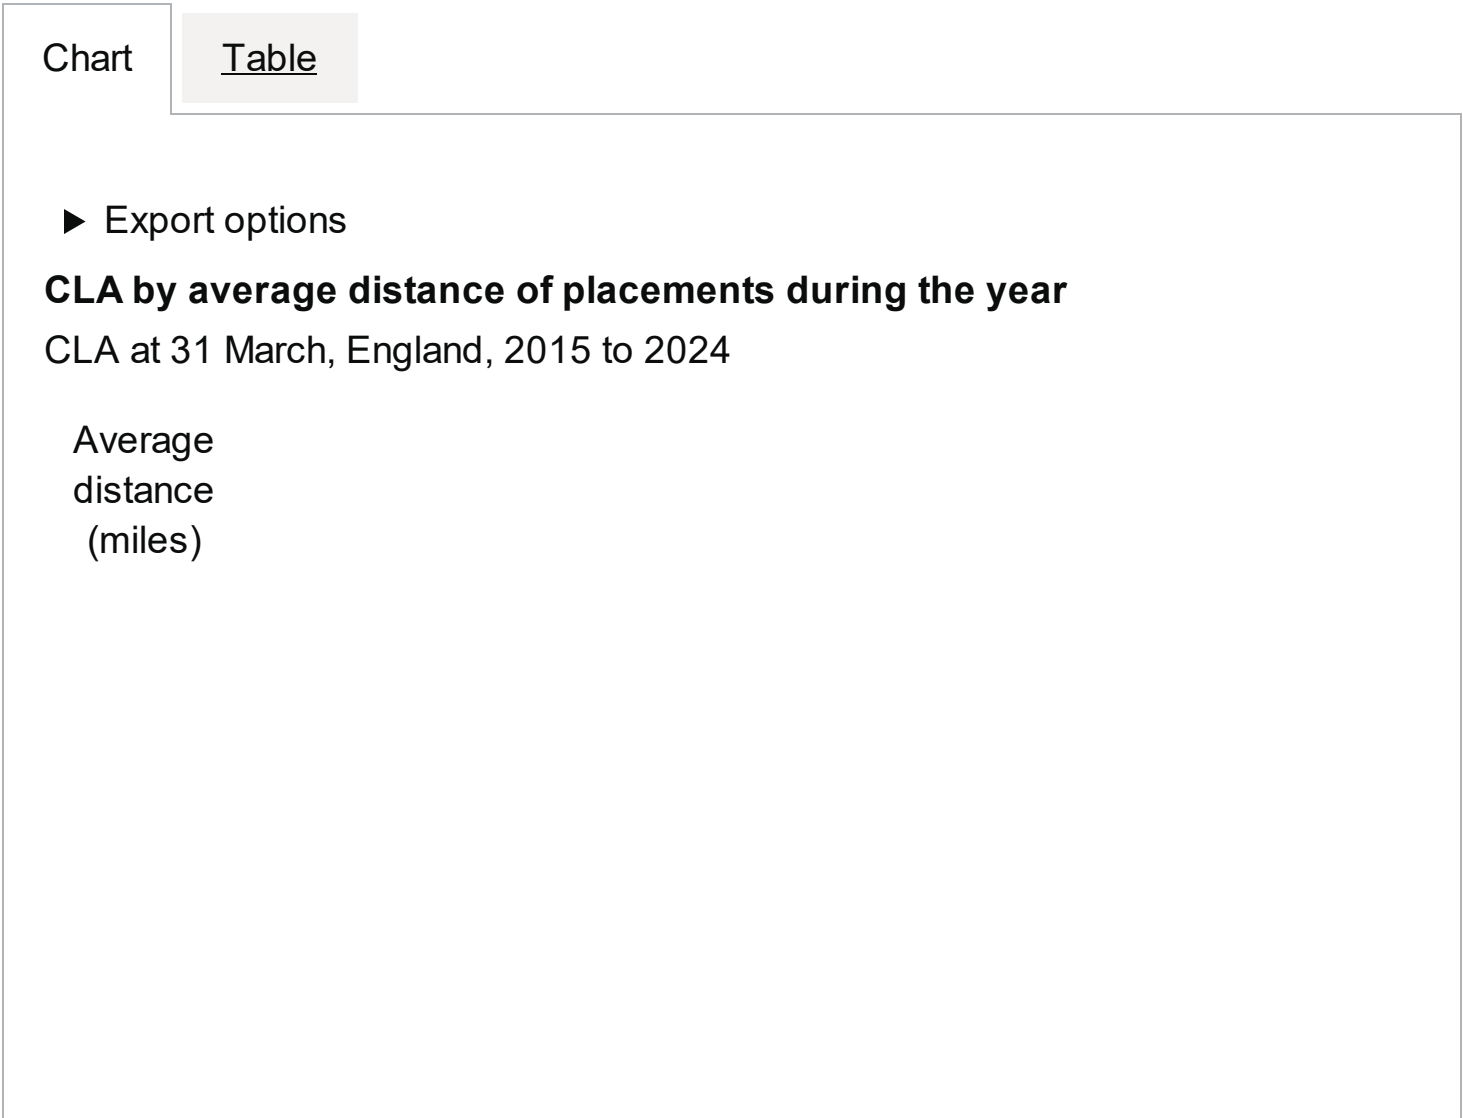 Chart
Table
Export options
CLA by average distance of placements during the year
CLA at 31 March, England, 2015 to 2024
Average
distance
(miles)